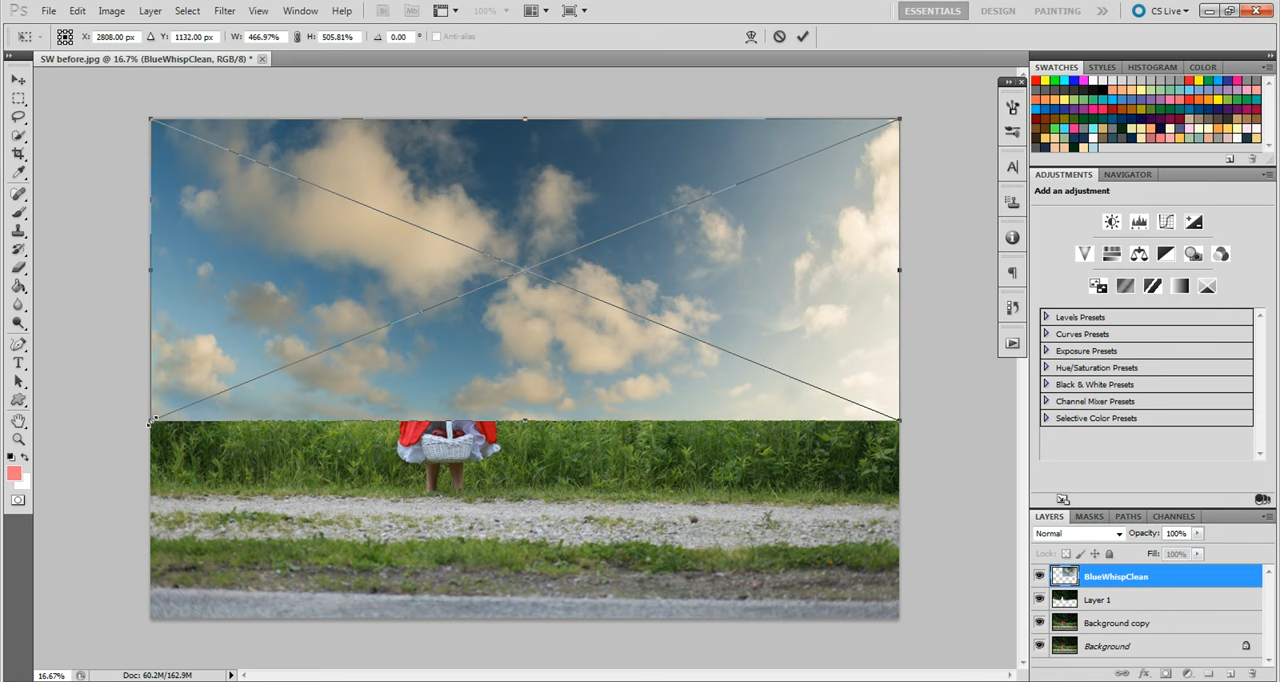 Ps File Edit Image Layer Select Filter View Window Help Br Mb 100% ESSENTIALS DESIGN PAINTING CS Live
X: 2808.00 px Y: 1132.00 px W: 466.97% H: 505.81% 0.00 ° Anti-alias
SW before.jpg @ 16.7% (BlueWhispClean, RGB/8) *
SWATCHES STYLES HISTOGRAM COLOR
ADJUSTMENTS NAVIGATOR
Add an adjustment
Levels Presets
Curves Presets
Exposure Presets
Hue/Saturation Presets
Black & White Presets
Channel Mixer Presets
Selective Color Presets
LAYERS MASKS PATHS CHANNELS
Normal Opacity: 100%
Lock: Fill: 100%
BlueWhispClean
Layer 1
Background copy
Background
16.67% Doc: 60.2M/162.9M